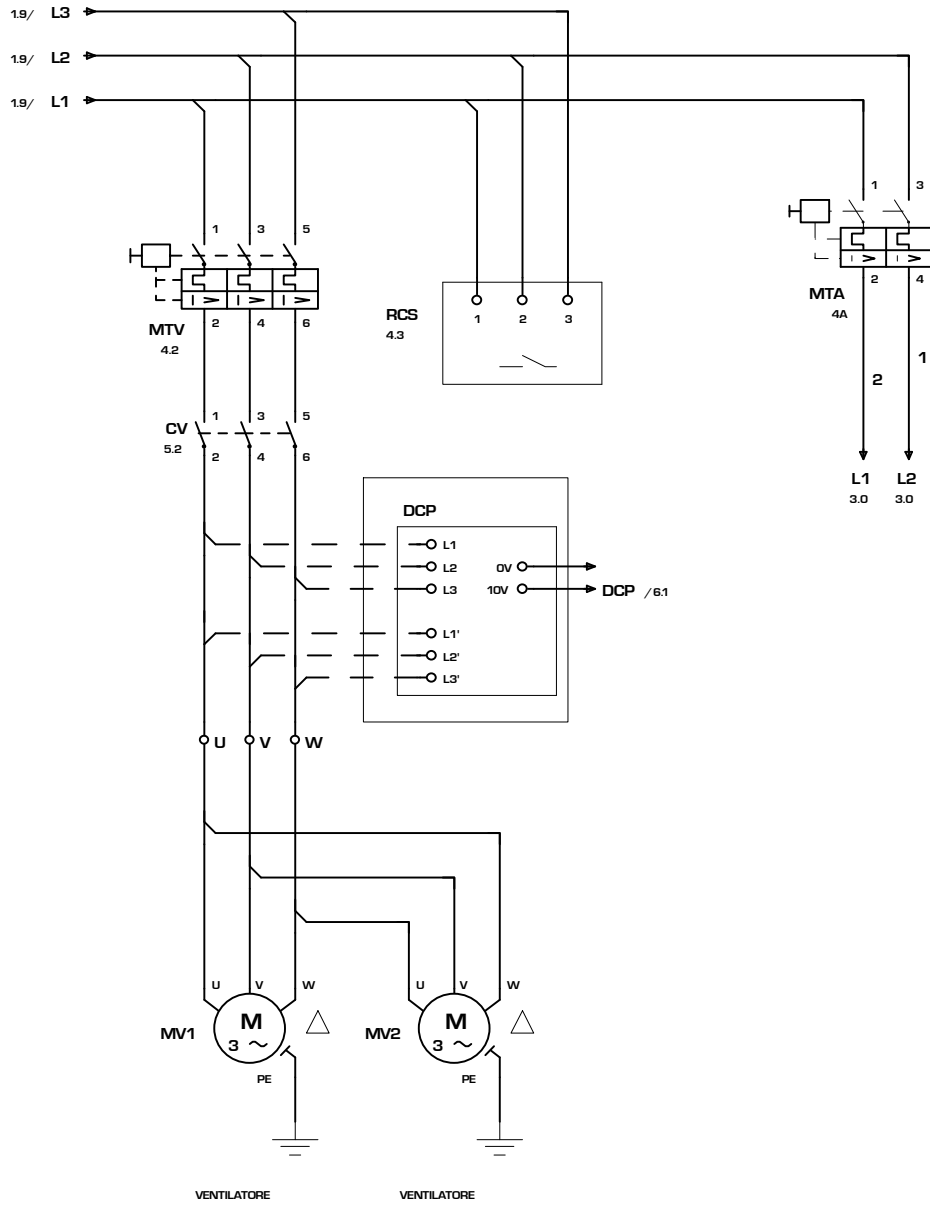 1.9/ L3
1.9/ L2
1.9/ L1
1 3
1 3 5
MTV 2 4 6
4.2
RCS 1 2 3
4.3
MTA 2 4
4A
2 1
1 3 5
CV
5.2 2 4 6
L1 L2
3.0 3.0
DCP
L1
L2 0V
L3 10V DCP /6.1
L1'
L2'
L3'
U V W
U V W U V W
MV1 M 3 MV2 M 3
PE PE
VENTILATORE VENTILATORE